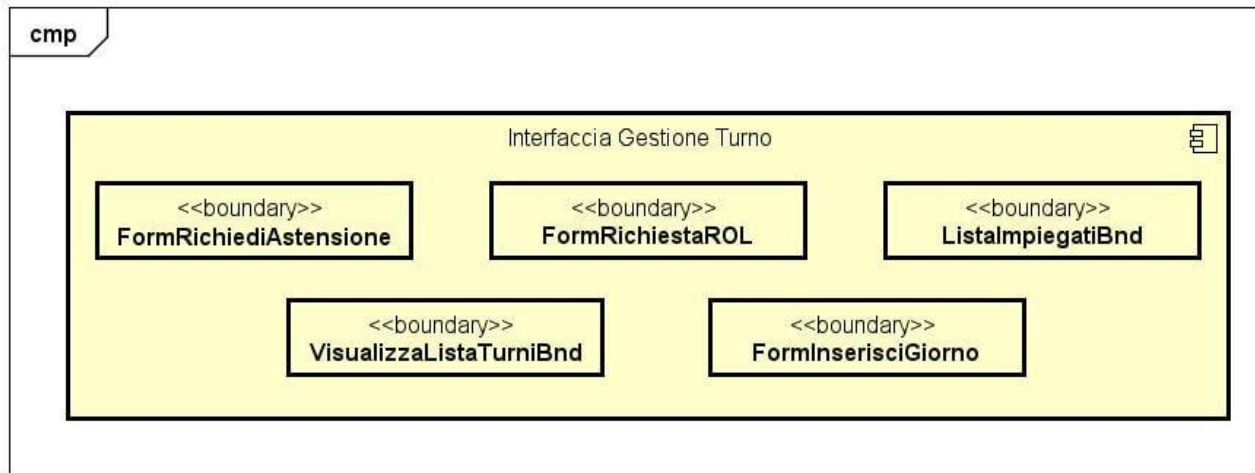 cmp
Interfaccia Gestione Turno
<<boundary>>
FormRichiediAstensione
<<boundary>>
FormRichiestaROL
<<boundary>>
ListaImpiegatiBnd
<<boundary>>
VisualizzaListaTurniBnd
<<boundary>>
FormInserisciGiorno